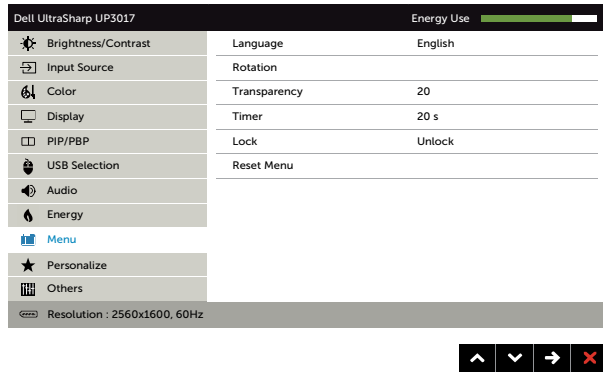 Dell UltraSharp UP3017 Energy Use
Brightness/Contrast Language English
Input Source Rotation
Color Transparency 20
Display Timer 20 s
PIP/PBP Lock Unlock
USB Selection Reset Menu
Audio
Energy
Menu
Personalize
Others
Resolution : 2560x1600, 60Hz